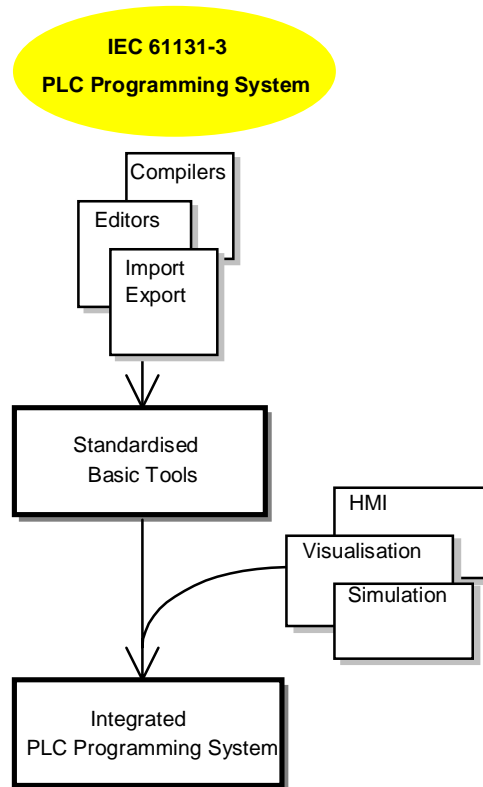 IEC 61131-3
PLC Programming System
Compilers
Editors
Import
Export
Standardised
Basic Tools
HMI
Visualisation
Simulation
Integrated
PLC Programming System